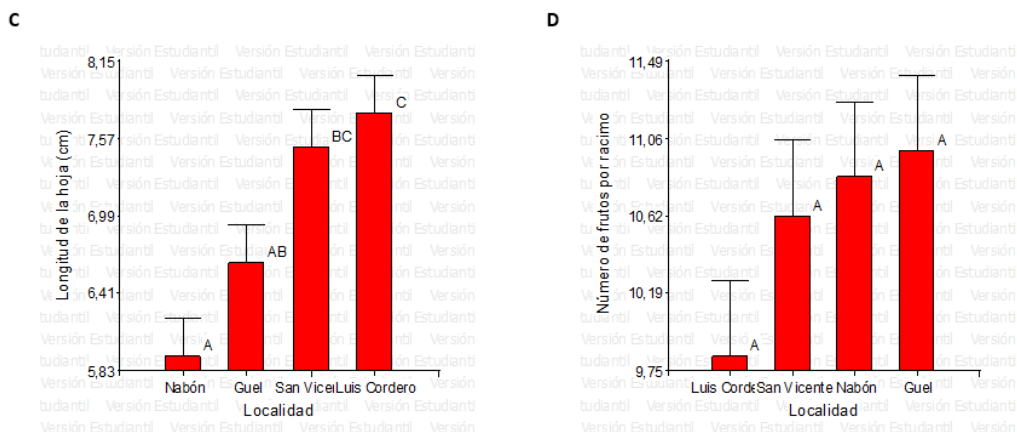 C
Longitud de la hoja (cm)
8,15
7,57
6,99
6,41
5,83
A
AB
BC
C
Nabón Guel San Vicei Luis Cordero
Localidad
D
Número de frutos por racimo
11,49
11,06
10,62
10,19
9,75
A
A
A
A
Luis Corde San Vicente Nabón Guel
Localidad
Versión Estudiantil